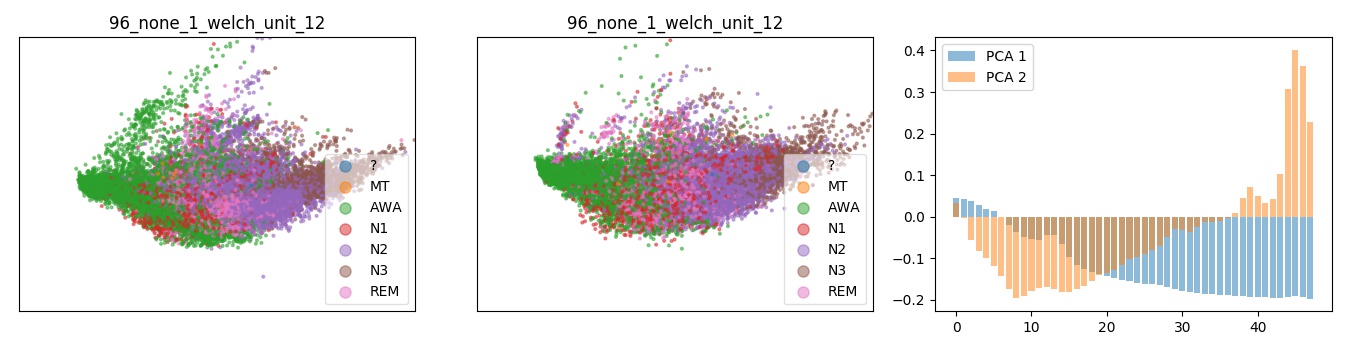 96_none_1_welch_unit_12
?
MT
AWA
N1
N2
N3
REM
96_none_1_welch_unit_12
?
MT
AWA
N1
N2
N3
REM
PCA 1
PCA 2
0.4
0.3
0.2
0.1
0.0
−0.1
−0.2
0
10
20
30
40